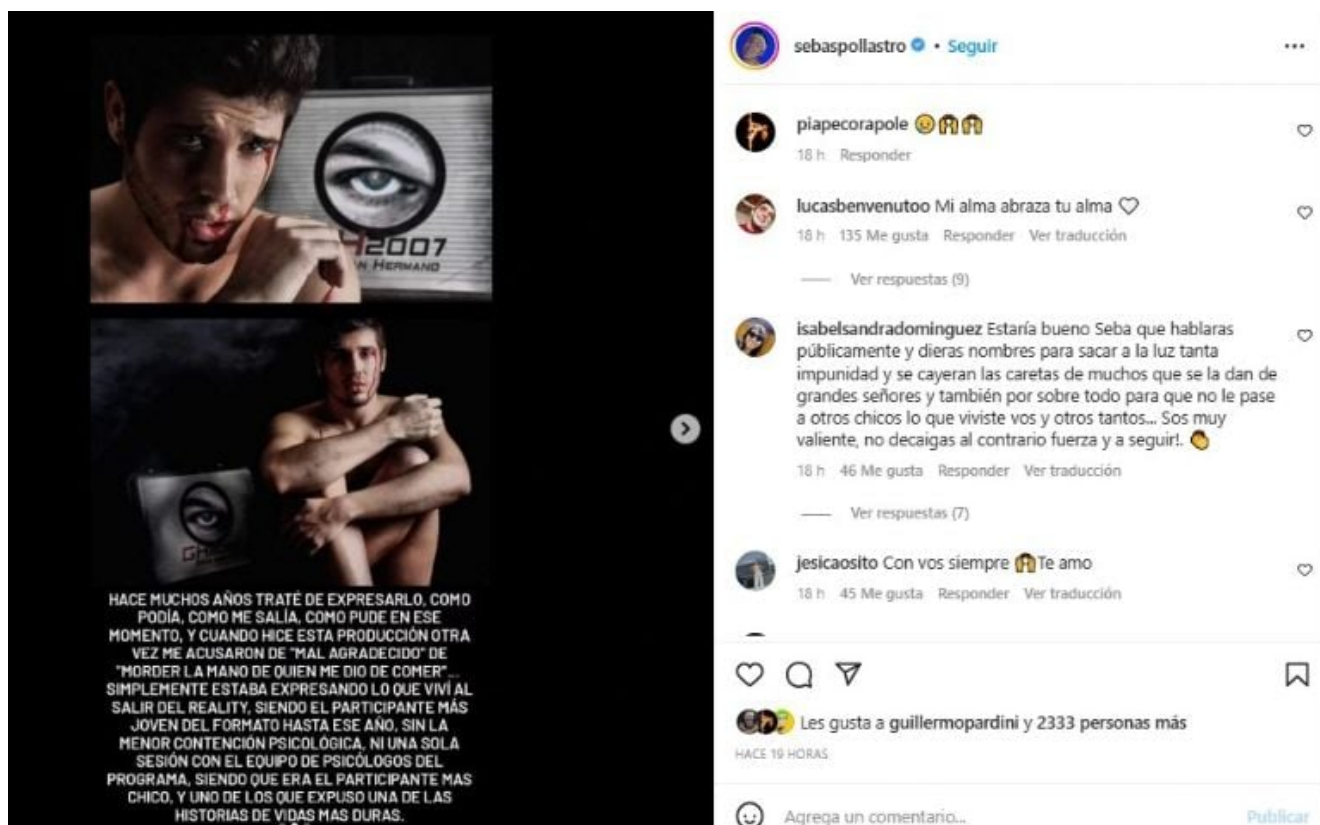 2007
N HERMANO
HACE MUCHOS AÑOS TRATÉ DE EXPRESARLO, COMO
PODÍA, COMO ME SALÍA, COMO PUDE EN ESE
MOMENTO, Y CUANDO HICE ESTA PRODUCCIÓN OTRA
VEZ ME ACUSARON DE "MAL AGRADECIDO" DE
"MORDER LA MANO DE QUIEN ME DIO DE COMER"...
SIMPLEMENTE ESTABA EXPRESANDO LO QUE VIVÍ AL
SALIR DEL REALITY, SIENDO EL PARTICIPANTE MÁS
JOVEN DEL FORMATO HASTA ESE AÑO, SIN LA
MENOR CONTENCIÓN PSICOLÓGICA, NI UNA SOLA
SESIÓN CON EL EQUIPO DE PSICÓLOGOS DEL
PROGRAMA, SIENDO QUE ERA EL PARTICIPANTE MAS
CHICO, Y UNO DE LOS QUE EXPUSO UNA DE LAS
HISTORIAS DE VIDAS MAS DURAS.
sebaspollastro • Seguir
piapecorapole
18 h Responder
lucasbenvenutoo Mi alma abraza tu alma
18 h 135 Me gusta Responder Ver traducción
Ver respuestas (9)
isabelsandradominguez Estaría bueno Seba que hablaras
públicamente y dieras nombres para sacar a la luz tanta
impunidad y se cayeran las caretas de muchos que se la dan de
grandes señores y también por sobre todo para que no le pase
a otros chicos lo que viviste vos y otros tantos... Sos muy
valiente, no decaigas al contrario fuerza y a seguir!.
18 h 46 Me gusta Responder Ver traducción
Ver respuestas (7)
jesicaosito Con vos siempre Te amo
18 h 45 Me gusta Responder Ver traducción
Les gusta a guillermopardini y 2333 personas más
HACE 19 HORAS
Agrega un comentario...
Publicar